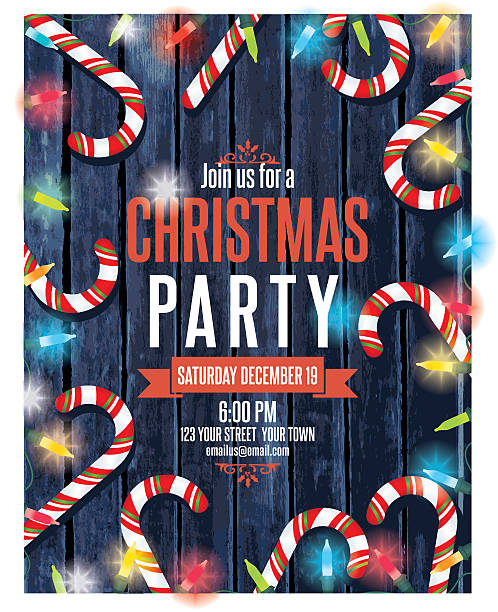 Join us for a
CHRISTMAS
PARTY
SATURDAY DECEMBER 19
6:00 PM
123 YOUR STREET YOUR TOWN
emailus@email.com